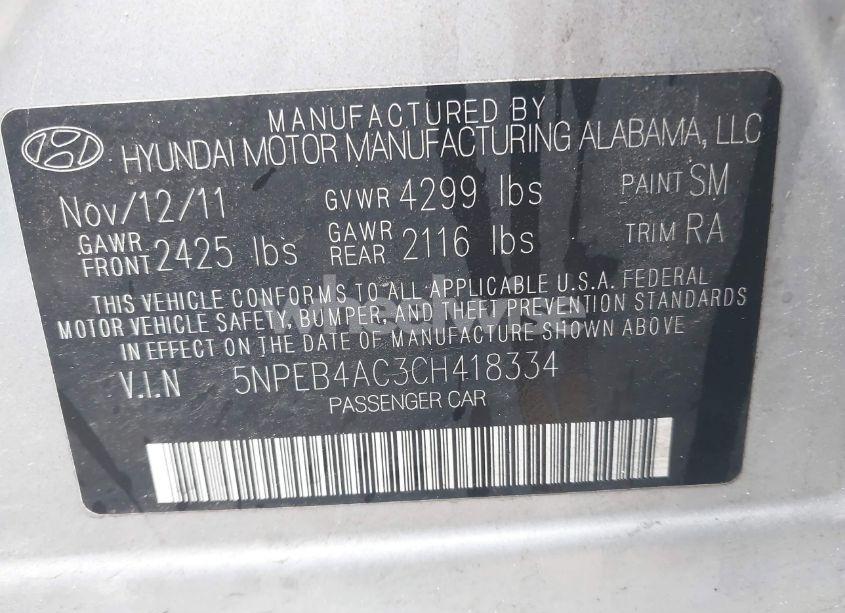 MANUFACTURED BY
HYUNDAI MOTOR MANUFACTURING ALABAMA, LLC
Nov/12/11 GVWR 4299 lbs PAINT SM
GAWR FRONT 2425 lbs GAWR REAR 2116 lbs TRIM RA
THIS VEHICLE CONFORMS TO ALL APPLICABLE U.S.A. FEDERAL
MOTOR VEHICLE SAFETY, BUMPER, AND THEFT PREVENTION STANDARDS
IN EFFECT ON THE DATE OF MANUFACTURE SHOWN ABOVE
V.I.N 5NPEB4AC3CH418334
PASSENGER CAR